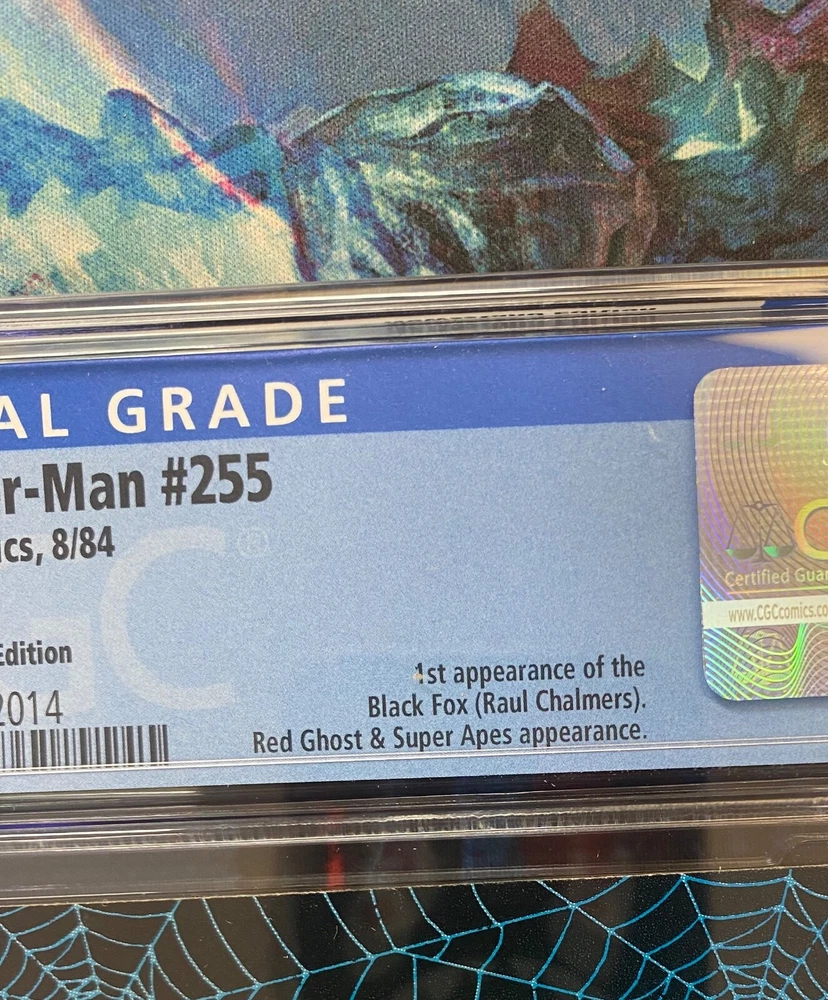 AL GRADE
r-Man #255
ics, 8/84
®
Edition
2014
1st appearance of the
Black Fox (Raul Chalmers).
Red Ghost & Super Apes appearance.
Certified Guar
www.CGCcomics.co